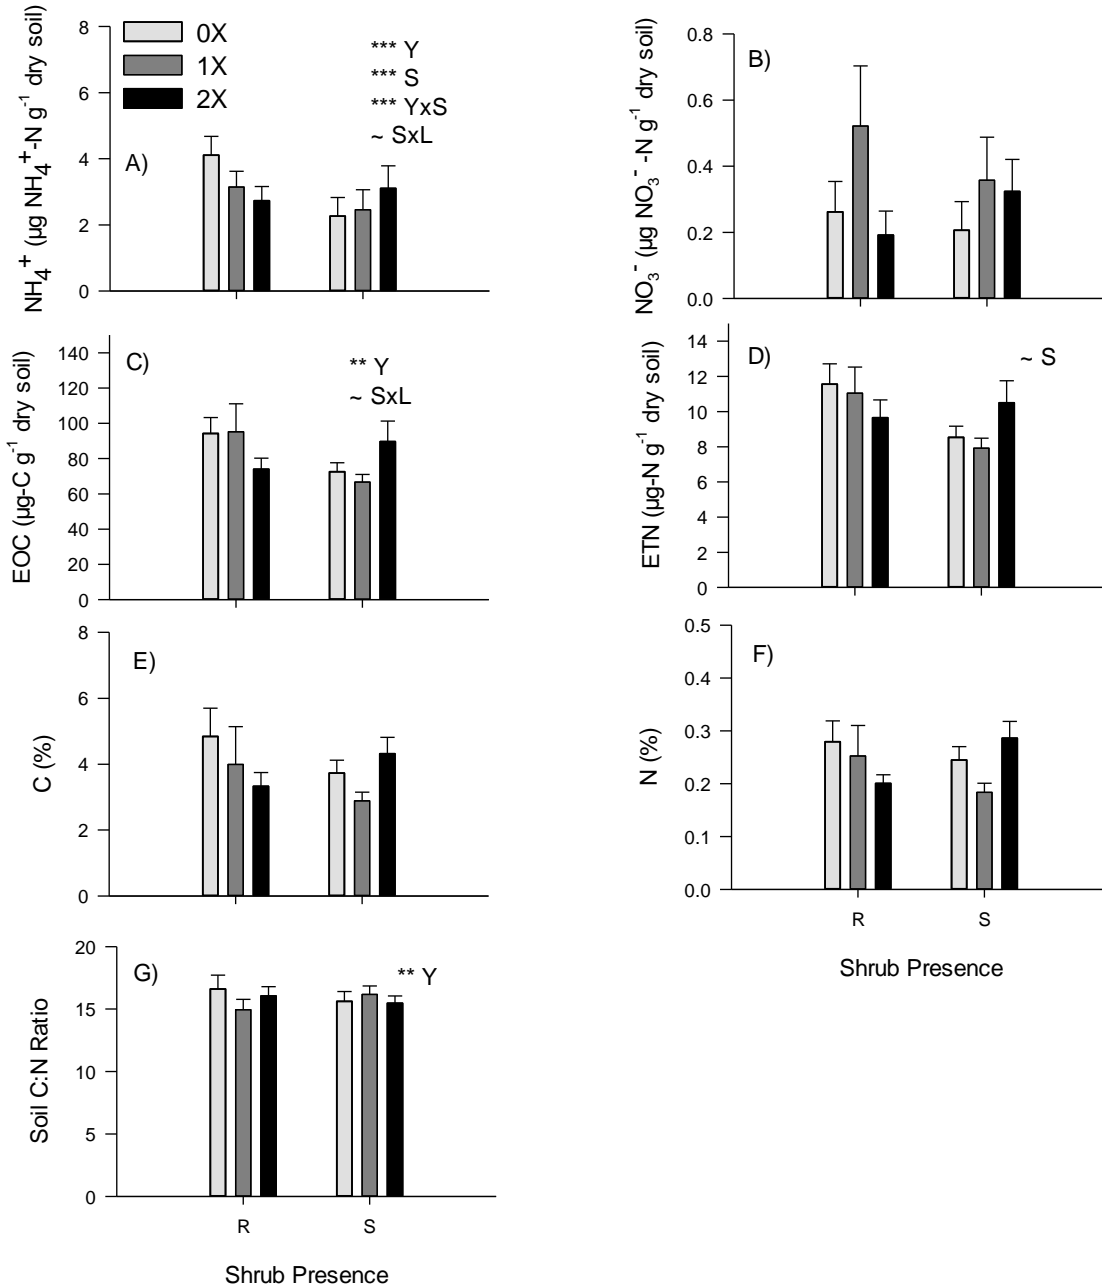 0X
1X
2X
*** Y
*** S
*** YxS
~ SxL
A)
NH₄⁺ (µg NH₄⁺-N g⁻¹ dry soil)
8
6
4
2
0
B)
NO₃⁻ (µg NO₃⁻ -N g⁻¹ dry soil)
0.8
0.6
0.4
0.2
0.0
C)
** Y
~ SxL
EOC (µg-C g⁻¹ dry soil)
140
120
100
80
60
40
20
0
D)
~ S
ETN (µg-N g⁻¹ dry soil)
14
12
10
8
6
4
2
0
E)
C (%)
8
6
4
2
0
F)
N (%)
0.5
0.4
0.3
0.2
0.1
0.0
R S
Shrub Presence
G)
** Y
Soil C:N Ratio
20
15
10
5
0
R S
Shrub Presence